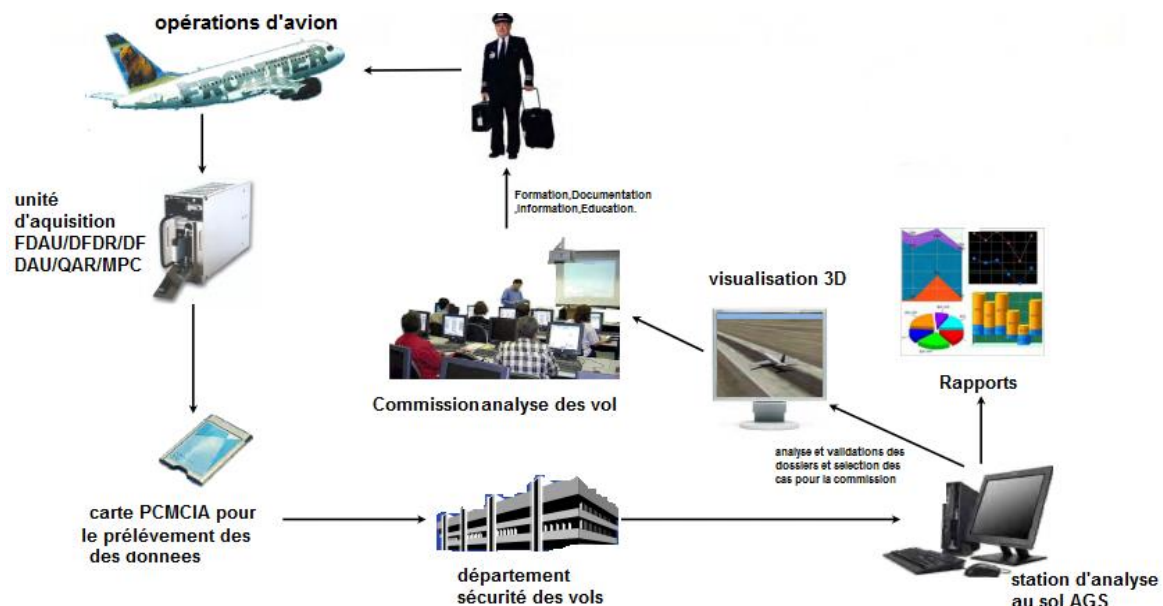 opérations d'avion
FRONTIER
unité
d'aquisition
FDAU/DFDR/DF
DAU/QAR/MPC
Formation,Documentation
,Information,Education.
visualisation 3D
Commissionanalyse des vol
Rapports
analyse et validations des
dossiers et selection des
cas pour la commission
carte PCMCIA pour
le prélévement des
des donnees
département
sécurité des vols
station d'analyse
au sol AGS